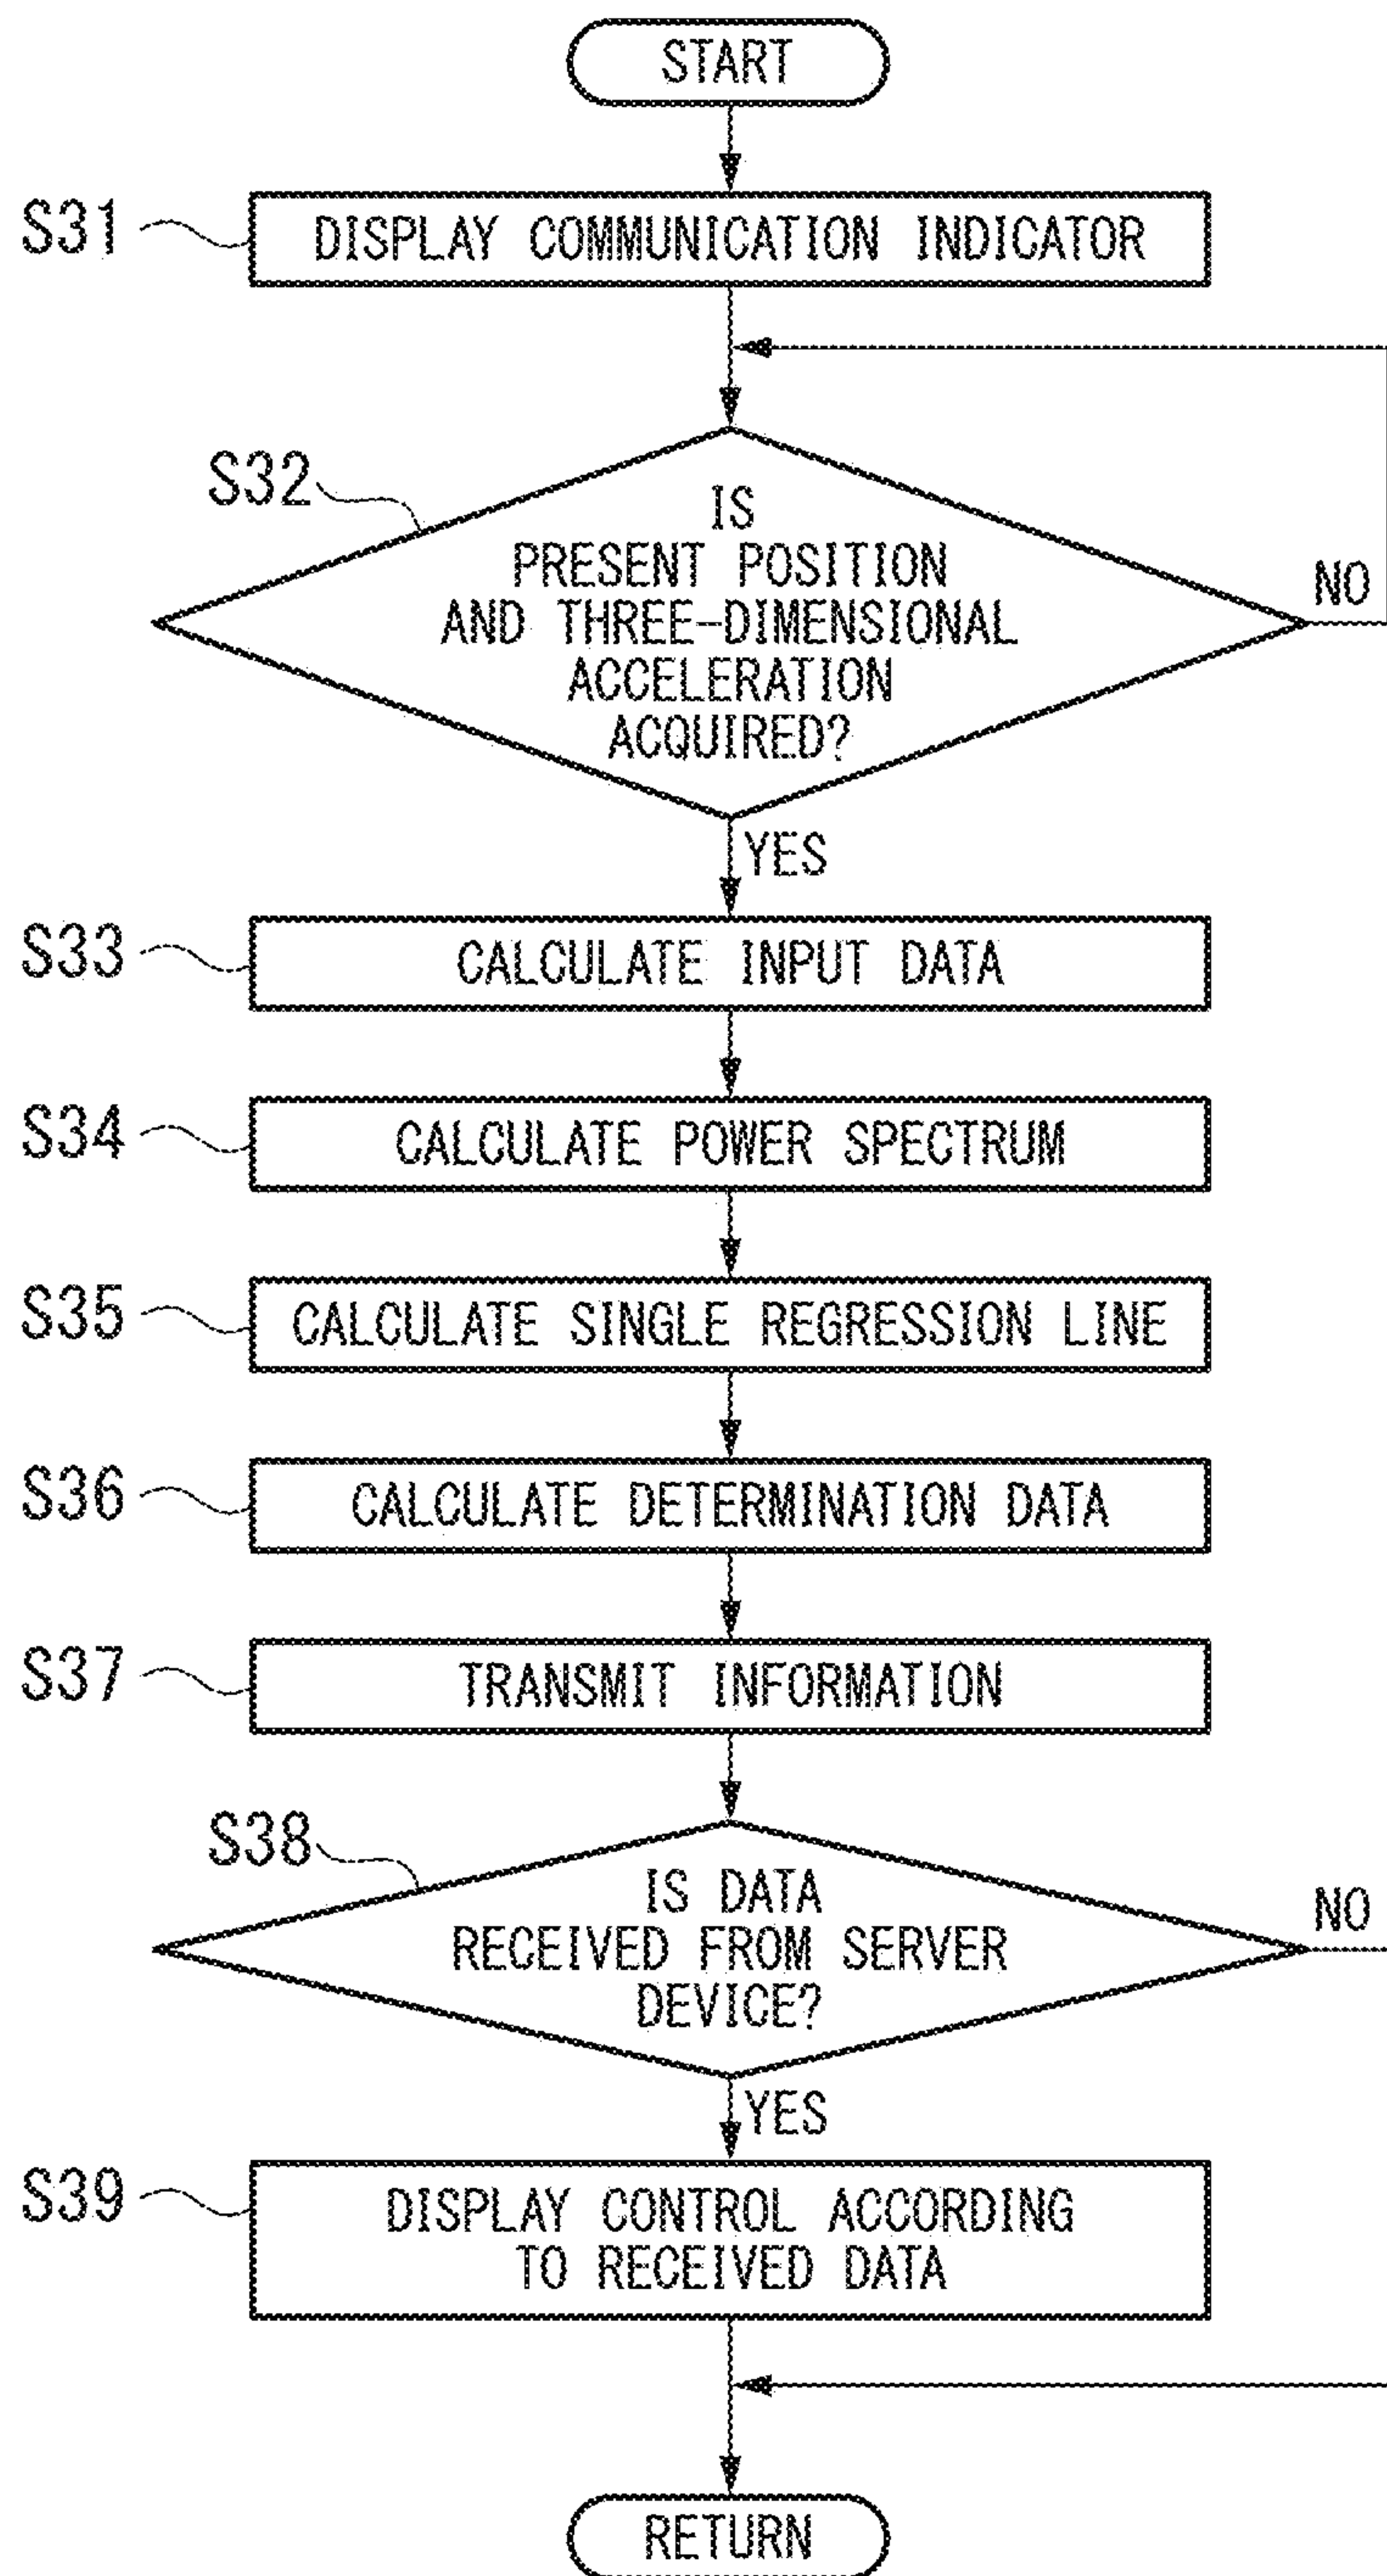 START
S31
DISPLAY COMMUNICATION INDICATOR
S32
IS
PRESENT POSITION
AND THREE-DIMENSIONAL
ACCELERATION
ACQUIRED?
NO
YES
S33
CALCULATE INPUT DATA
S34
CALCULATE POWER SPECTRUM
S35
CALCULATE SINGLE REGRESSION LINE
S36
CALCULATE DETERMINATION DATA
S37
TRANSMIT INFORMATION
S38
IS DATA
RECEIVED FROM SERVER
DEVICE?
NO
YES
S39
DISPLAY CONTROL ACCORDING
TO RECEIVED DATA
RETURN